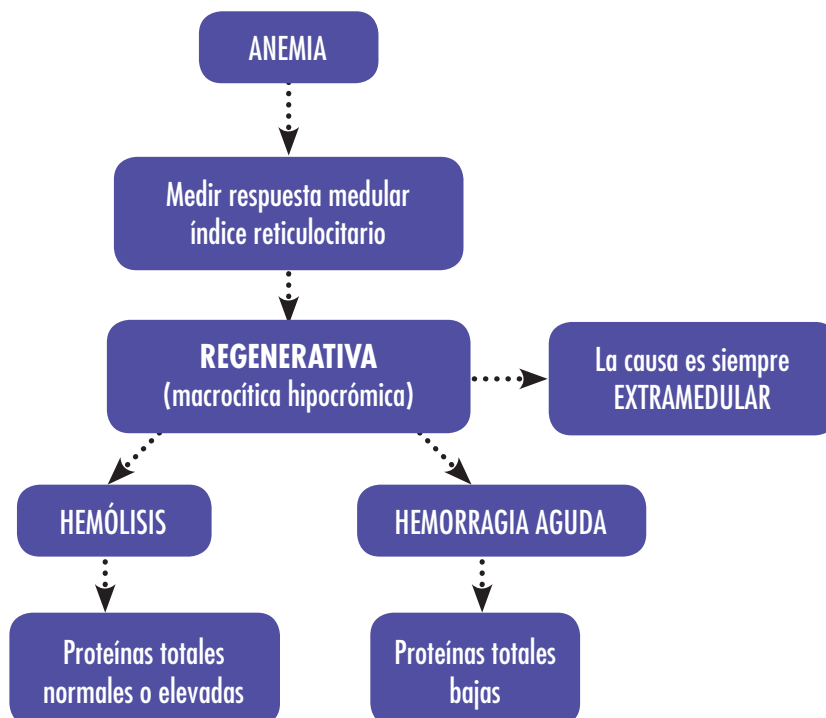 ANEMIA
Medir respuesta medular
índice reticulocitario
REGENERATIVA
(macrocítica hipocrómica)
La causa es siempre
EXTRAMEDULAR
HEMÓLISIS
HEMORRAGIA AGUDA
Proteínas totales
normales o elevadas
Proteínas totales
bajas